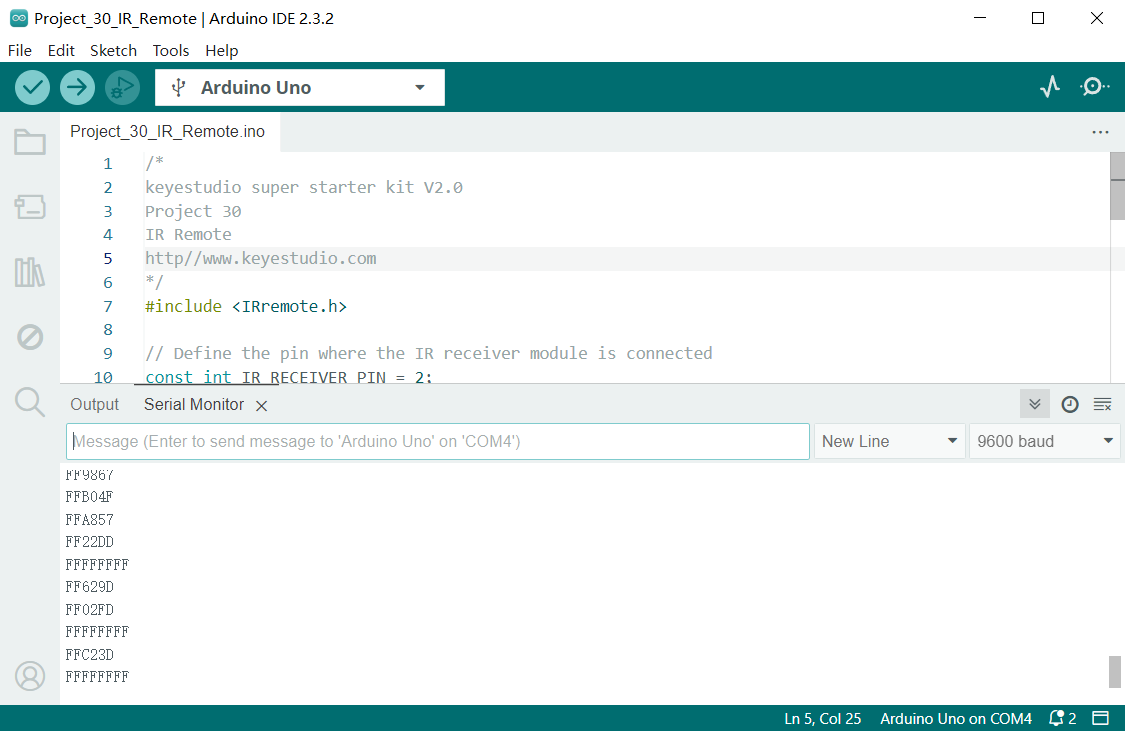 Project_30_IR_Remote | Arduino IDE 2.3.2
File Edit Sketch Tools Help
Arduino Uno
Project_30_IR_Remote.ino
1 /*
2 keyestudio super starter kit V2.0
3 Project 30
4 IR Remote
5 http//www.keyestudio.com
6 */
7 #include <IRremote.h>
8
9 // Define the pin where the IR receiver module is connected
10 const int IR_RECEIVER_PIN = 2;
Output Serial Monitor
Message (Enter to send message to 'Arduino Uno' on 'COM4')
New Line
9600 baud
FF9867
FFB04F
FFA857
FF22DD
FFFFFFFF
FF629D
FF02FD
FFFFFFFF
FFC23D
FFFFFFFF
Ln 5, Col 25 Arduino Uno on COM4 2